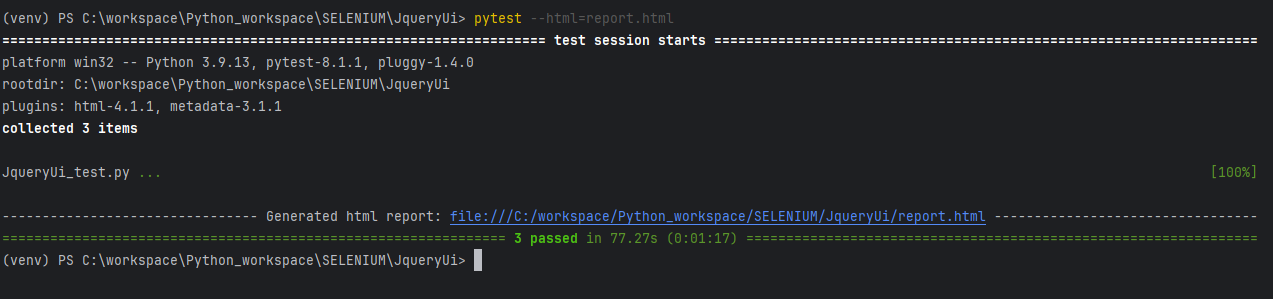 (venv) PS C:\workspace\Python_workspace\SELENIUM\JqueryUi> pytest --html=report.html
==================================================================== test session starts ====================================================================
platform win32 -- Python 3.9.13, pytest-8.1.1, pluggy-1.4.0
rootdir: C:\workspace\Python_workspace\SELENIUM\JqueryUi
plugins: html-4.1.1, metadata-3.1.1
collected 3 items
JqueryUi_test.py ... [100%]
-------------------------------- Generated html report: file:///C:/workspace/Python_workspace/SELENIUM/JqueryUi/report.html ---------------------------------
=============================================================== 3 passed in 77.27s (0:01:17) ================================================================
(venv) PS C:\workspace\Python_workspace\SELENIUM\JqueryUi>